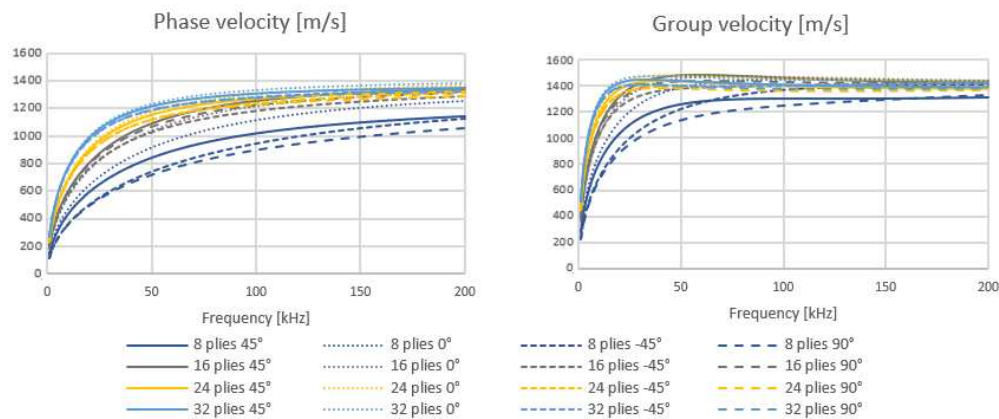 Phase velocity [m/s]
1600
1400
1200
1000
800
600
400
200
0
0 50 100 150 200
Frequency [kHz]
Group velocity [m/s]
1600
1400
1200
1000
800
600
400
200
0
0 50 100 150 200
Frequency [kHz]
8 plies 45° 8 plies 0° 8 plies -45° 8 plies 90°
16 plies 45° 16 plies 0° 16 plies -45° 16 plies 90°
24 plies 45° 24 plies 0° 24 plies -45° 24 plies 90°
32 plies 45° 32 plies 0° 32 plies -45° 32 plies 90°